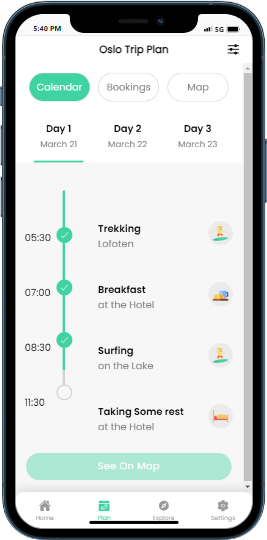 5:40 PM
5G
Oslo Trip Plan
Calendar
Bookings
Map
Day 1
Day 2
Day 3
March 21
March 22
March 23
05:30
Trekking
Lofoten
07:00
Breakfast
at the Hotel
08:30
Surfing
on the Lake
11:30
Taking Some rest
at the Hotel
See On Map
Home
Plan
Explore
Settings